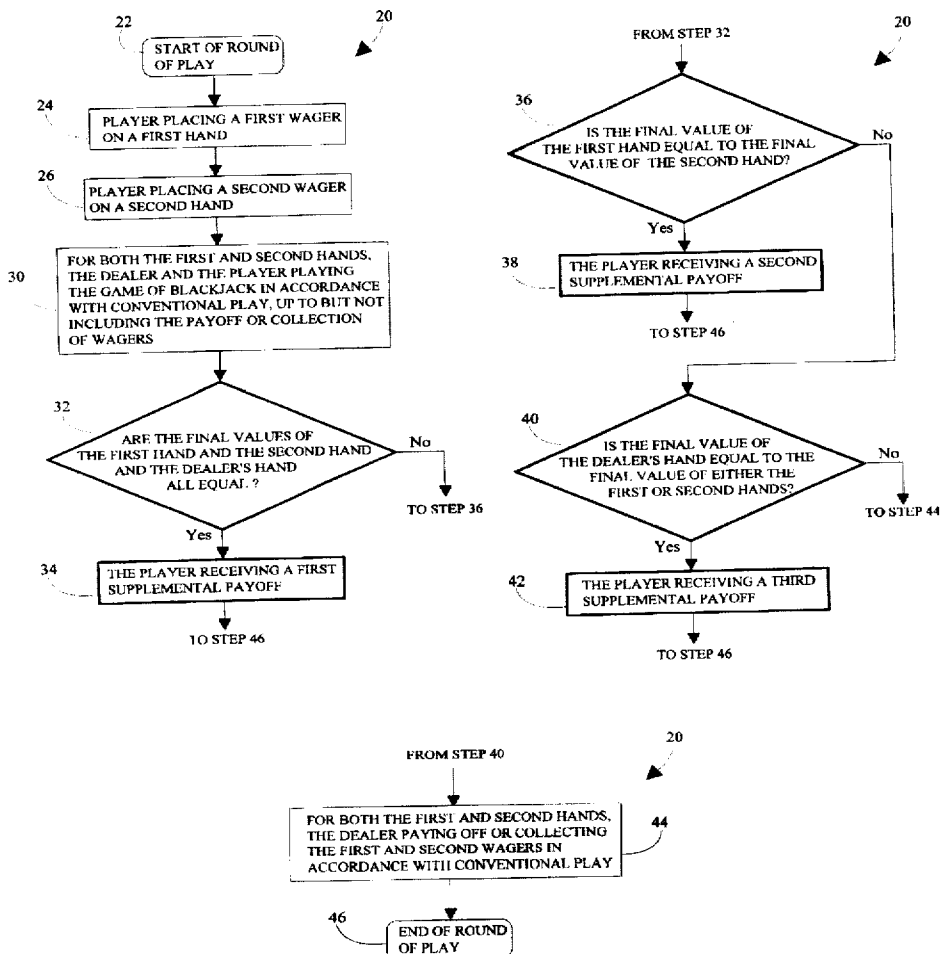 20
22
START OF ROUND
OF PLAY
24
PLAYER PLACING A FIRST WAGER
ON A FIRST HAND
26
PLAYER PLACING A SECOND WAGER
ON A SECOND HAND
30
FOR BOTH THE FIRST AND SECOND HANDS,
THE DEALER AND THE PLAYER PLAYING
THE GAME OF BLACKJACK IN ACCORDANCE
WITH CONVENTIONAL PLAY, UP TO BUT NOT
INCLUDING THE PAYOFF OR COLLECTION
OF WAGERS
32
ARE THE FINAL VALUES OF
THE FIRST HAND AND THE SECOND HAND
AND THE DEALER'S HAND
ALL EQUAL ?
No
TO STEP 36
Yes
34
THE PLAYER RECEIVING A FIRST
SUPPLEMENTAL PAYOFF
TO STEP 46
FROM STEP 32
20
36
IS THE FINAL VALUE OF
THE FIRST HAND EQUAL TO THE FINAL
VALUE OF THE SECOND HAND?
No
Yes
38
THE PLAYER RECEIVING A SECOND
SUPPLEMENTAL PAYOFF
TO STEP 46
40
IS THE FINAL VALUE OF
THE DEALER'S HAND EQUAL TO THE
FINAL VALUE OF EITHER THE
FIRST OR SECOND HANDS?
No
TO STEP 44
Yes
42
THE PLAYER RECEIVING A THIRD
SUPPLEMENTAL PAYOFF
TO STEP 46
FROM STEP 40
20
FOR BOTH THE FIRST AND SECOND HANDS,
THE DEALER PAYING OFF OR COLLECTING
THE FIRST AND SECOND WAGERS IN
ACCORDANCE WITH CONVENTIONAL PLAY
44
46
END OF ROUND
OF PLAY